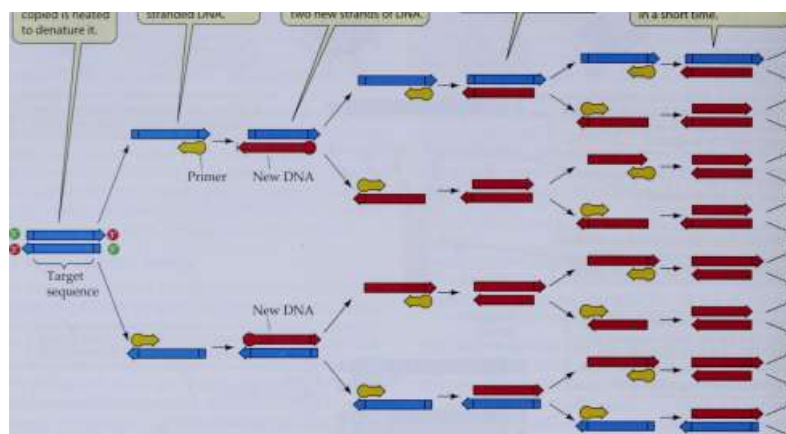 copied is heated
to denature it.
stranded DNA.
two new strands of DNA.
in a short time.
Primer
New DNA
Target
sequence
New DNA